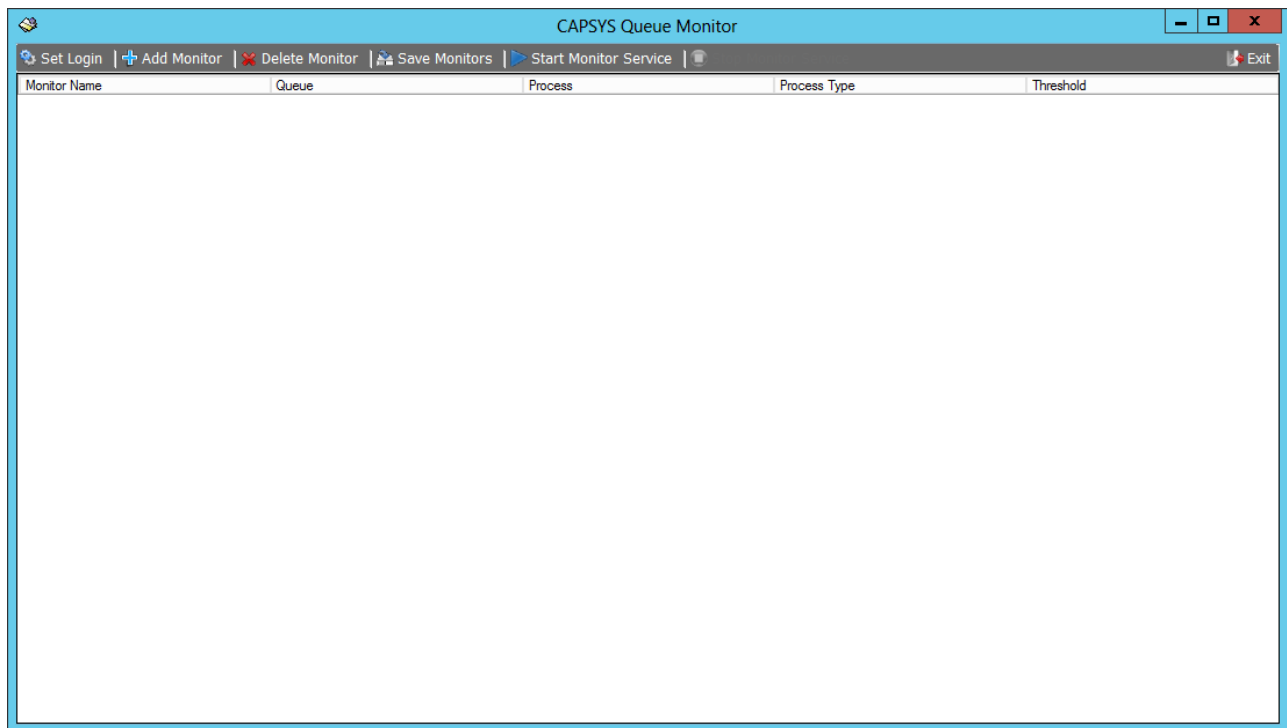 CAPSYS Queue Monitor
Set Login Add Monitor Delete Monitor Save Monitors Start Monitor Service Exit
Monitor Name Queue Process Process Type Threshold